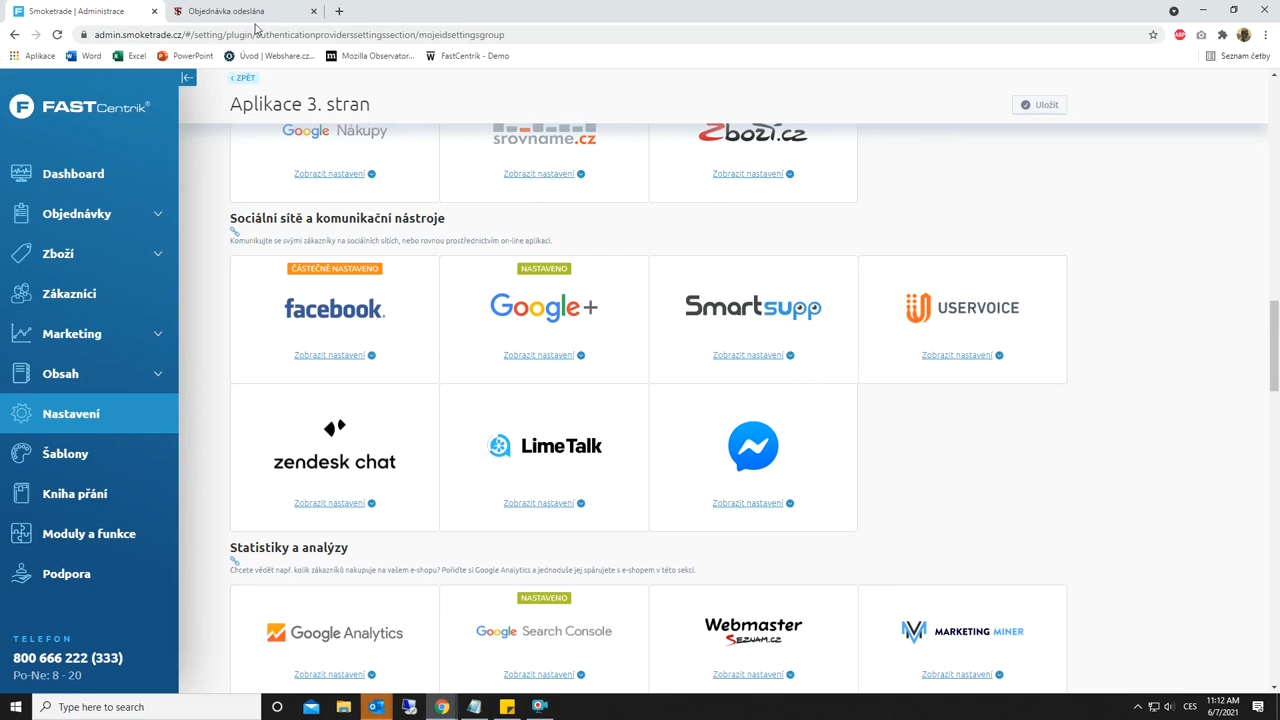 Smoketrade | Administrace
Objednávka odeslána
admin.smoketrade.cz/#/setting/plugin/authenticationproviderssettingssection/mojeidsettingsgroup
Aplikace
Word
Excel
PowerPoint
Úvod | Webshare.cz...
Mozilla Observator...
FastCentrik - Demo
Seznam četby
FASTCentrik®
ZPĚT
Aplikace 3. stran
Uložit
Google Nákupy
srovname.cz
Zboží.cz
Zobrazit nastavení
Zobrazit nastavení
Zobrazit nastavení
Dashboard
Objednávky
Zboží
Zákazníci
Marketing
Obsah
Nastavení
Šablony
Kniha přání
Moduly a funkce
Podpora
TELEFON
800 666 222 (333)
Po-Ne: 8 - 20
Sociální sítě a komunikační nástroje
Komunikujte se svými zákazníky na sociálních sítích, nebo rovnou prostřednictvím on-line aplikací.
ČÁSTEČNĚ NASTAVENO
NASTAVENO
facebook.
Google+
Smartsupp
USERVOICE
Zobrazit nastavení
Zobrazit nastavení
Zobrazit nastavení
Zobrazit nastavení
zendesk chat
LimeTalk
Zobrazit nastavení
Zobrazit nastavení
Zobrazit nastavení
Statistiky a analýzy
Chcete vědět např. kolik zákazníků nakupuje na vašem e-shopu? Pořiďte si Google Analytics a jednoduše jej spárujete s e-shopem v této sekci.
NASTAVENO
Google Analytics
Google Search Console
Webmaster
SEZNAM.CZ
MARKETING MINER
Zobrazit nastavení
Zobrazit nastavení
Zobrazit nastavení
Zobrazit nastavení
Type here to search
CES
11:12 AM
6/7/2021